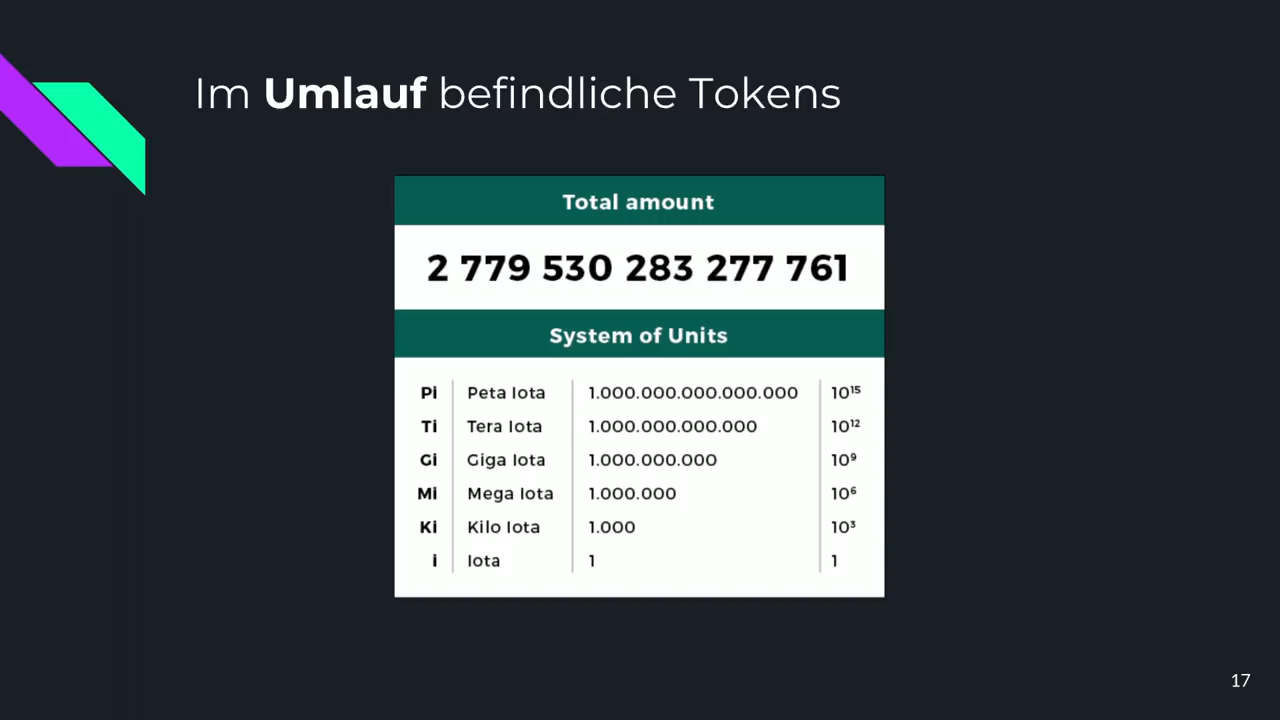 Im Umlauf befindliche Tokens
Total amount
2 779 530 283 277 761
System of Units
Pi Peta Iota 1.000.000.000.000.000 10¹⁵
Ti Tera Iota 1.000.000.000.000 10¹²
Gi Giga Iota 1.000.000.000 10⁹
Mi Mega Iota 1.000.000 10⁶
Ki Kilo Iota 1.000 10³
i Iota 1 1
17